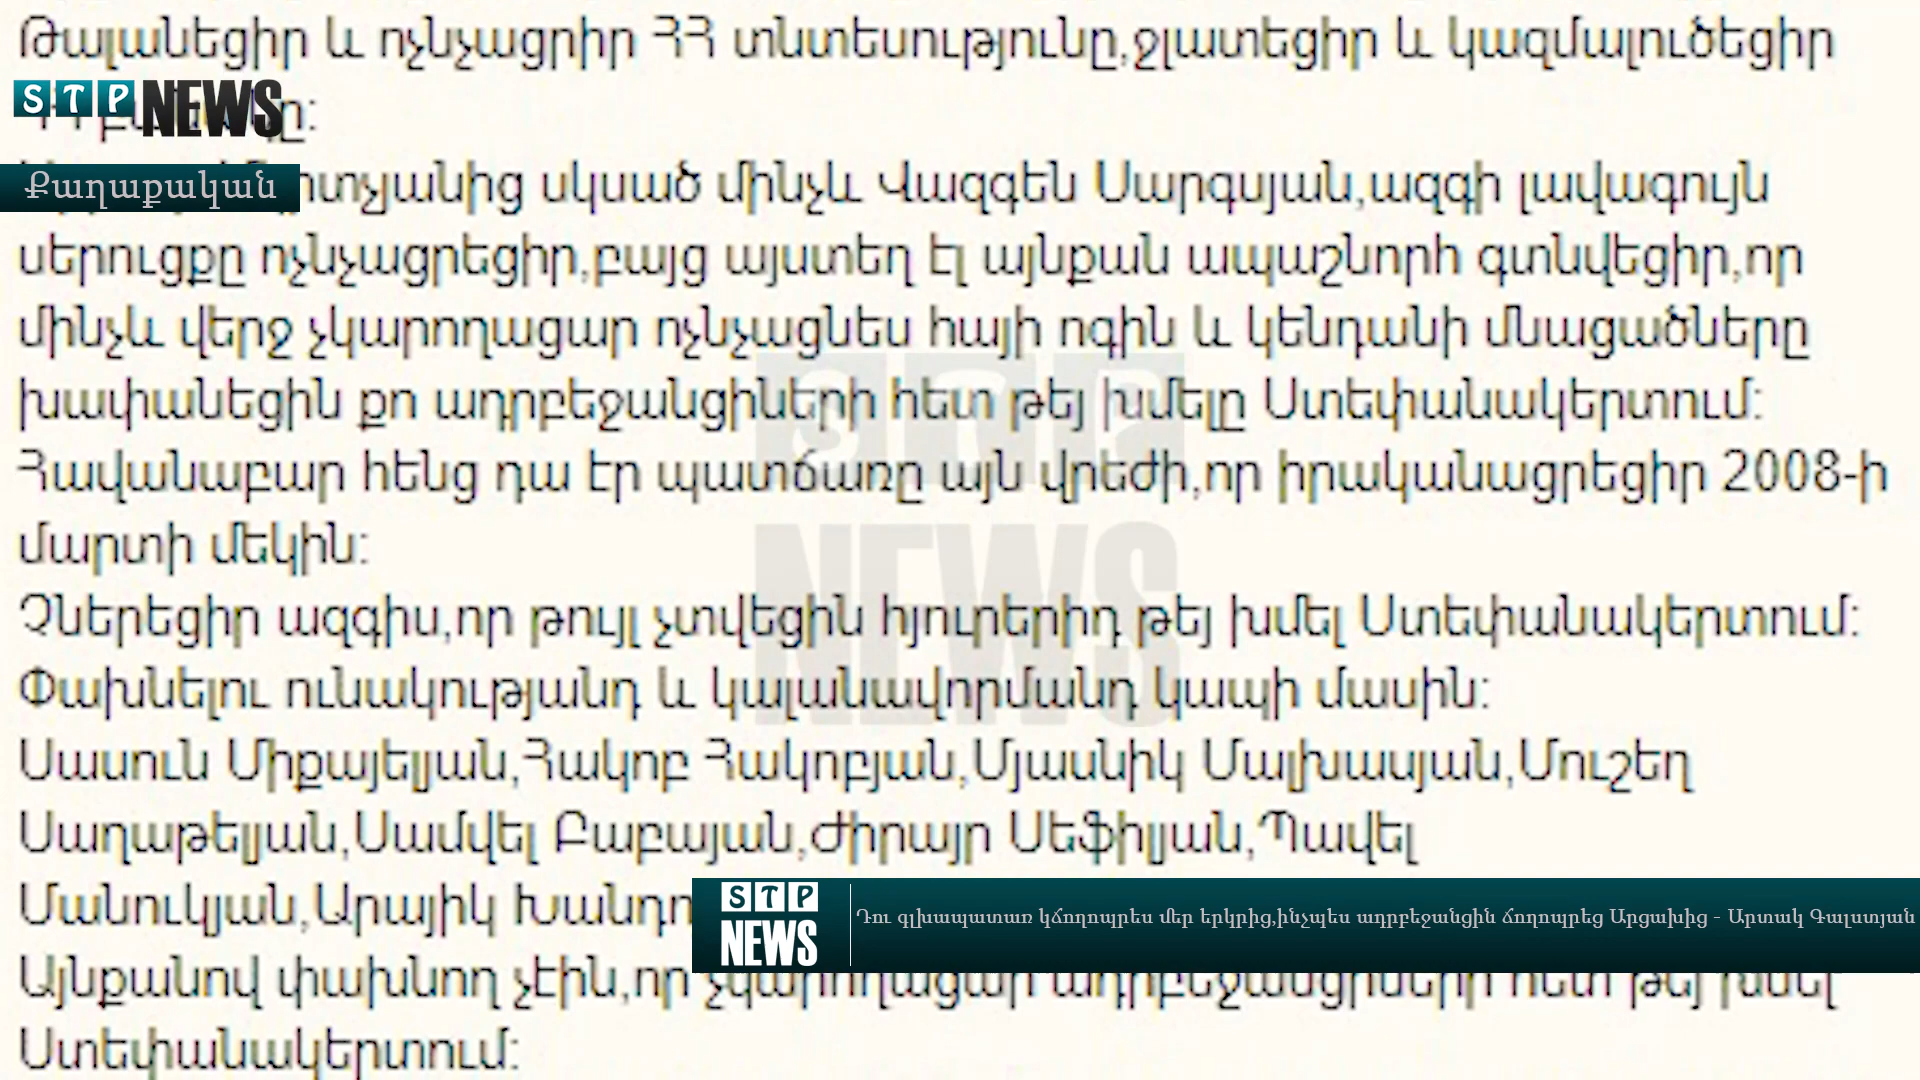 Թալանեցիր և ոչնչացրիր ՀՀ տնտեսությունը,ջլատեցիր և կազմալուծեցիր
STP NEWS
Քաղաքական
սկսած մինչև Վազգեն Սարգսյան,ազգի լավագույն
սերուցքը ոչնչացրեցիր,բայց այստեղ էլ այնքան ապաշնորհ գտնվեցիր,որ
մինչև վերջ չկարողացար ոչնչացնես հայի ոգին և կենդանի մնացածները
խափանեցին քո ադրբեջանցիների հետ թեյ խմելը Ստեփանակերտում:
Հավանաբար հենց դա էր պատճառը այն վրեժի,որ իրականացրեցիր 2008-ի
մարտի մեկին:
Չներեցիր ազգիս,որ թույլ չտվեցին հյուրերիդ թեյ խմել Ստեփանակերտում:
Փախնելու ունակությանդ և կալանավորմանդ կապի մասին:
Սասուն Միքայելյան,Հակոբ Հակոբյան,Մյասնիկ Մալխասյան,Մուշեղ
Սաղաթելյան,Սամվել Բաբայան,Ժիրայր Սեֆիլյան,Պավել
Մանուկյան,Արայիկ
STP NEWS
Դու գլխապատառ կճողոպրես մեր երկրից,ինչպես ադրբեջանցին ճողոպրեց Արցախից - Արտակ Գալստյան
Այնքանով փախնող չէին,որ չկարողացար ադրբեջանցիների հետ թեյ խմել
Ստեփանակերտում: